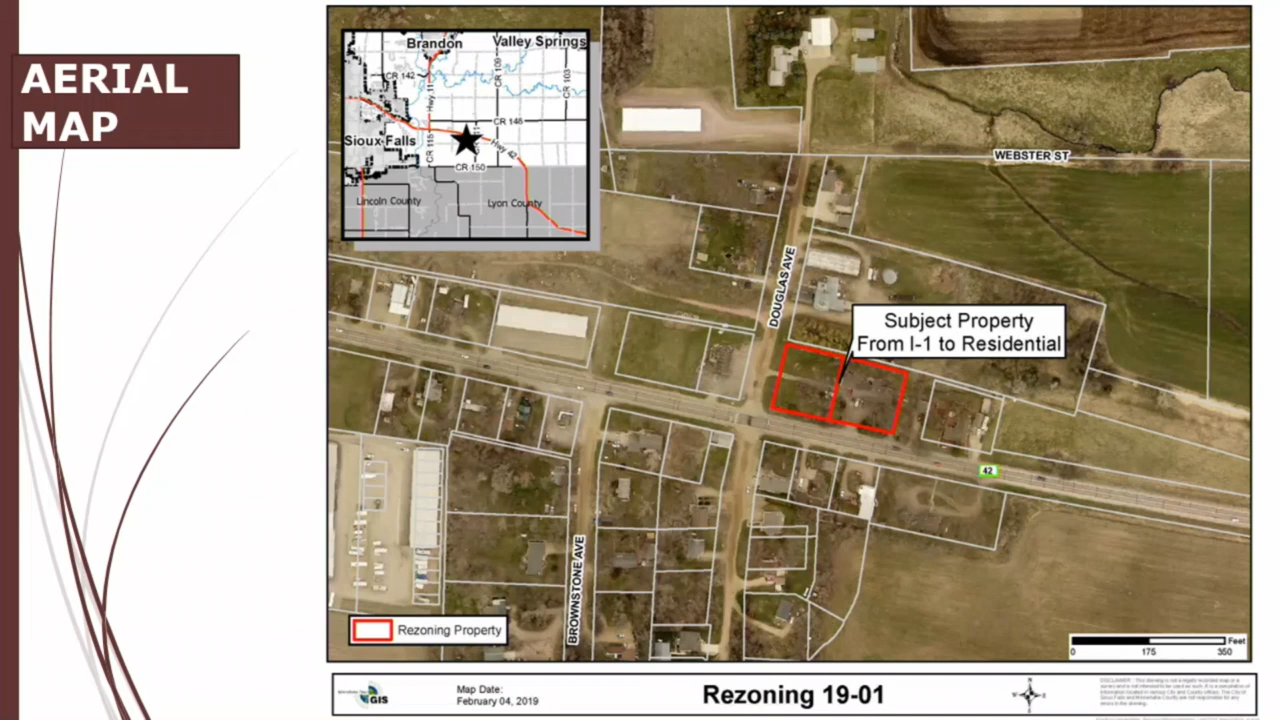 AERIAL
MAP
Brandon
Valley Springs
CR 142
Hwy 11
CR 109
CR 103
CR 146
Sioux Falls
CR 115
Hwy 42
CR 150
Lincoln County
Lyon County
WEBSTER ST
DOUGLAS AVE
Subject Property
From I-1 to Residential
42
BROWNSTONE AVE
Rezoning Property
Feet
0 175 350
GIS
Map Date:
February 04, 2019
Rezoning 19-01